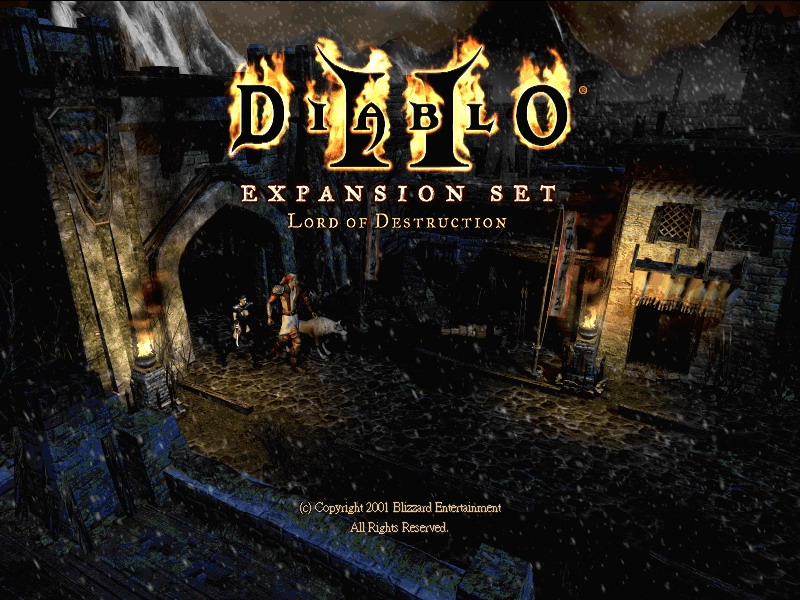 DIABLO II ®
EXPANSION SET
LORD OF DESTRUCTION
(c) Copyright 2001 Blizzard Entertainment
All Rights Reserved.